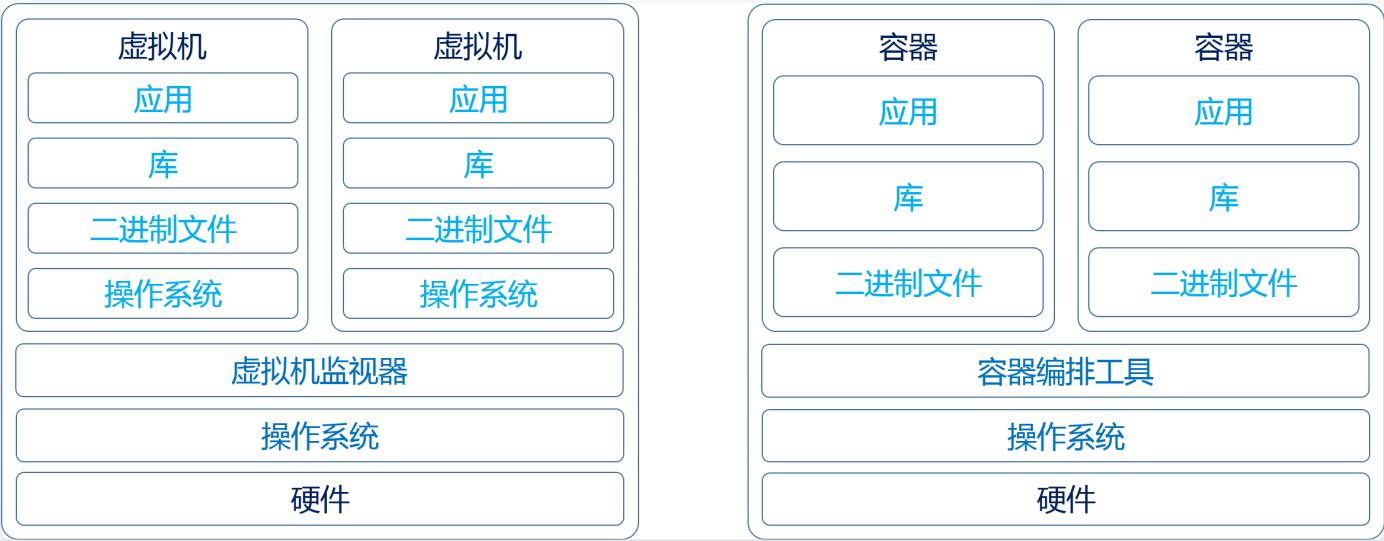 虚拟机
应用
库
二进制文件
操作系统
虚拟机
应用
库
二进制文件
操作系统
虚拟机监视器
操作系统
硬件
容器
应用
库
二进制文件
容器
应用
库
二进制文件
容器编排工具
操作系统
硬件